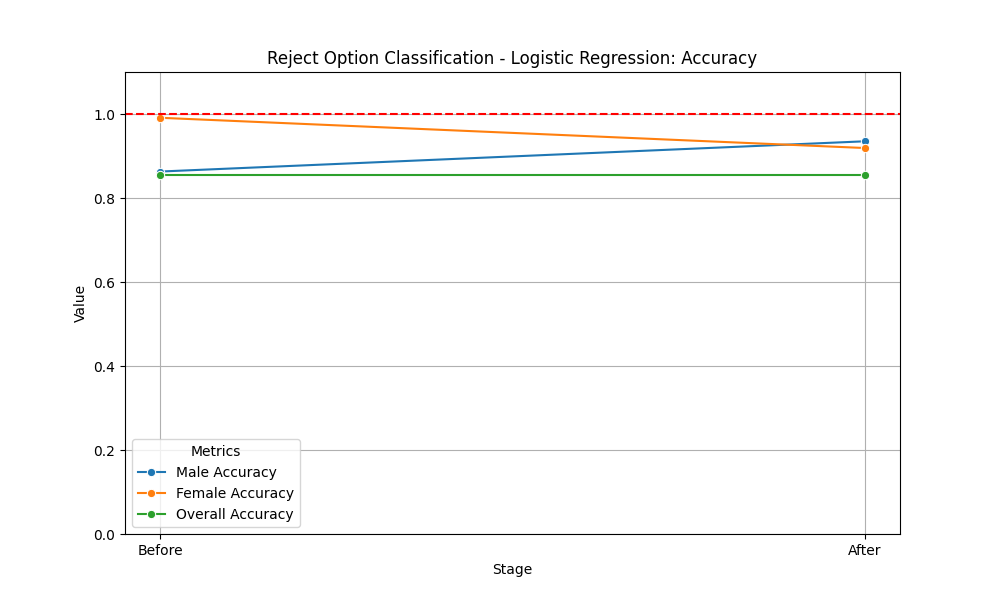 Reject Option Classification - Logistic Regression: Accuracy
Value
1.0
0.8
0.6
0.4
0.2
0.0
Metrics
Male Accuracy
Female Accuracy
Overall Accuracy
Before
After
Stage